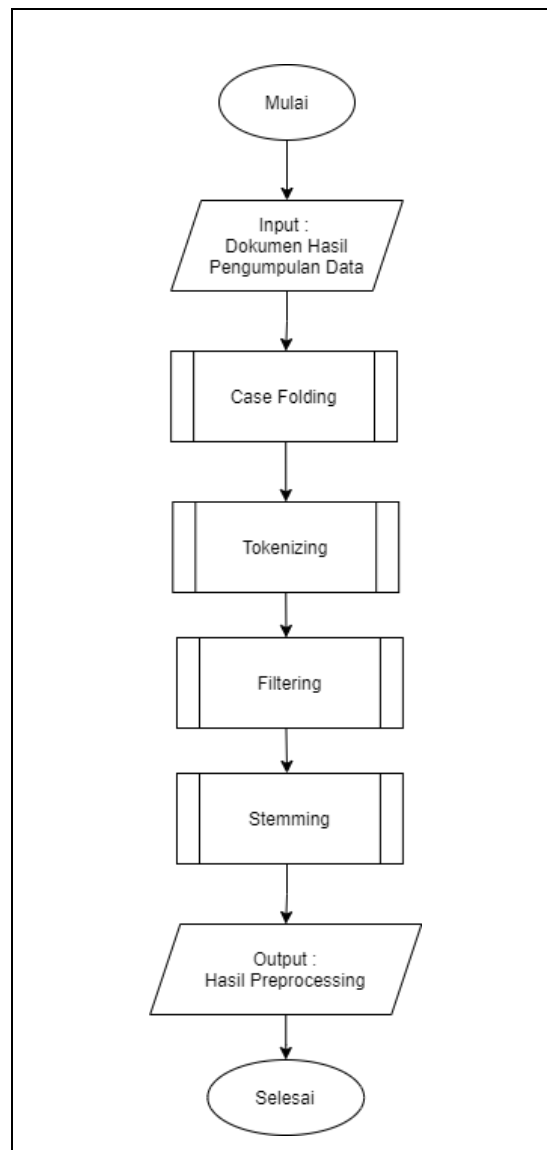 Mulai
Input :
Dokumen Hasil
Pengumpulan Data
Case Folding
Tokenizing
Filtering
Stemming
Output :
Hasil Preprocessing
Selesai